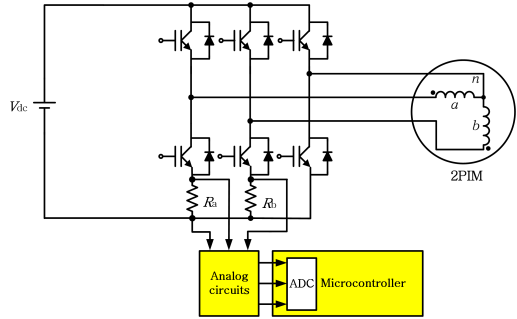 n
a
b
Vdc
2PIM
Ra
Rb
Analog
circuits
ADC
Microcontroller